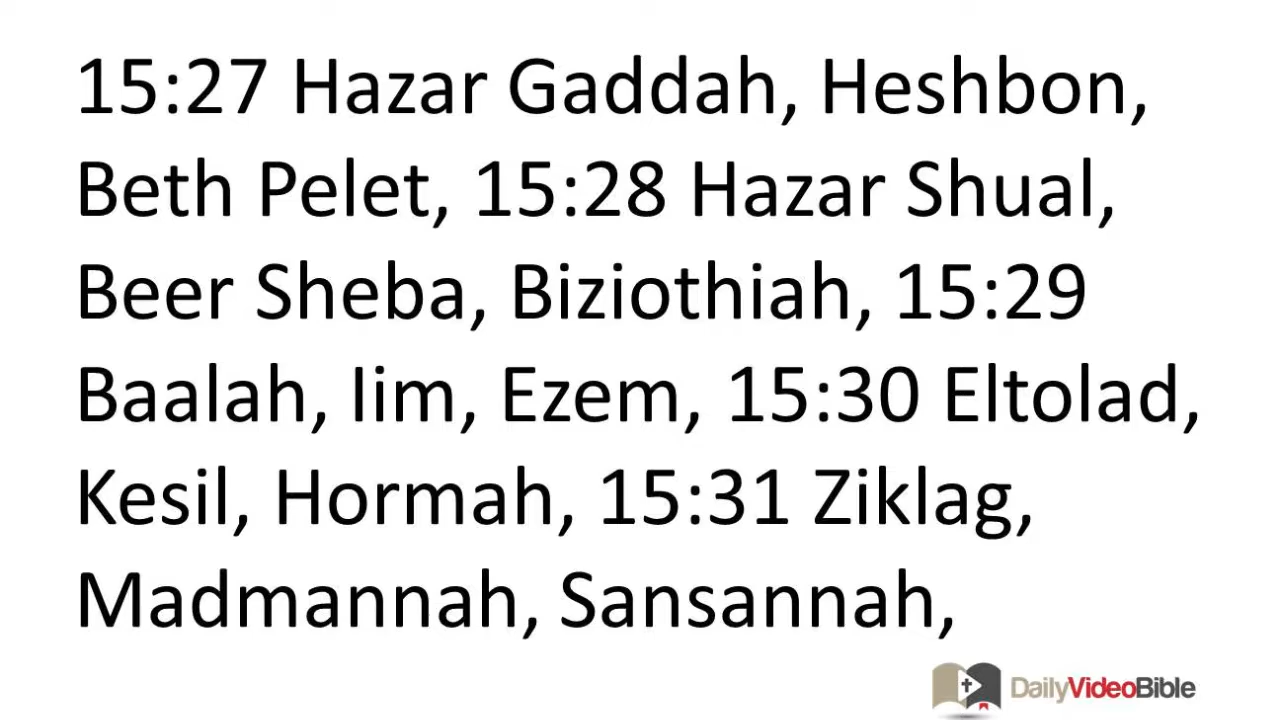 15:27 Hazar Gaddah, Heshbon,
Beth Pelet, 15:28 Hazar Shual,
Beer Sheba, Biziothiah, 15:29
Baalah, Iim, Ezem, 15:30 Eltolad,
Kesil, Hormah, 15:31 Ziklag,
Madmannah, Sansannah,
DailyVideoBible